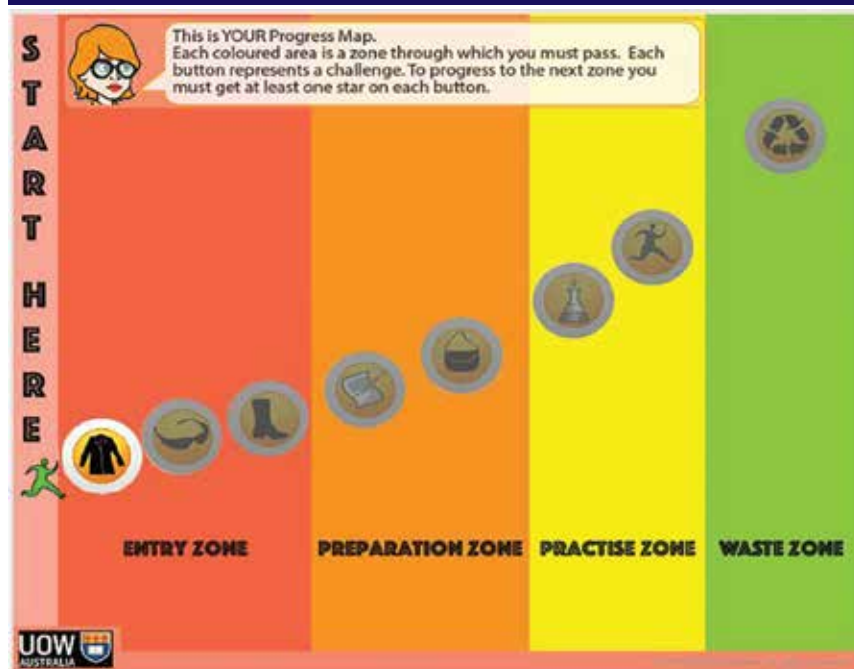 START HERE
This is YOUR Progress Map.
Each coloured area is a zone through which you must pass. Each
button represents a challenge. To progress to the next zone you
must get at least one star on each button.
ENTRY ZONE
PREPARATION ZONE
PRACTISE ZONE
WASTE ZONE
UOW
AUSTRALIA